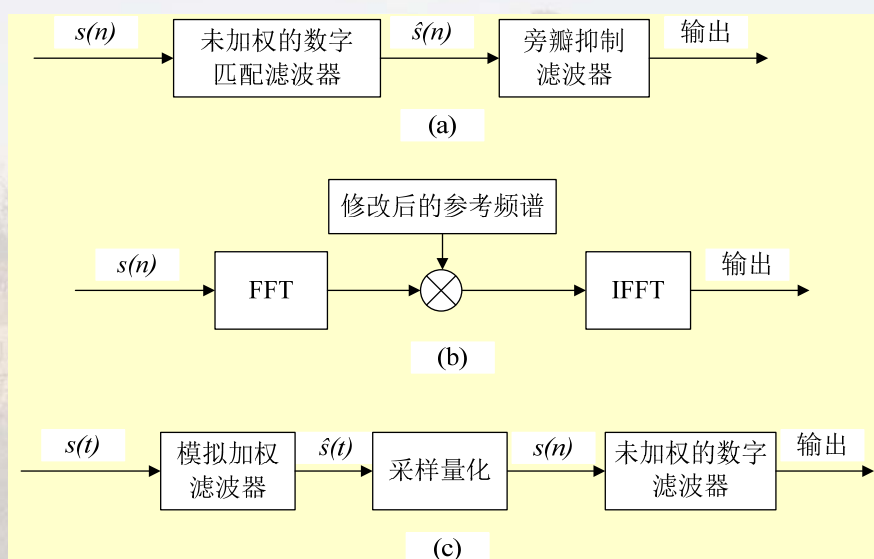 s(n)
未加权的数字
匹配滤波器
ŝ(n)
旁瓣抑制
滤波器
输出
(a)
修改后的参考频谱
s(n)
FFT
IFFT
输出
(b)
s(t)
模拟加权
滤波器
ŝ(t)
采样量化
s(n)
未加权的数字
滤波器
输出
(c)